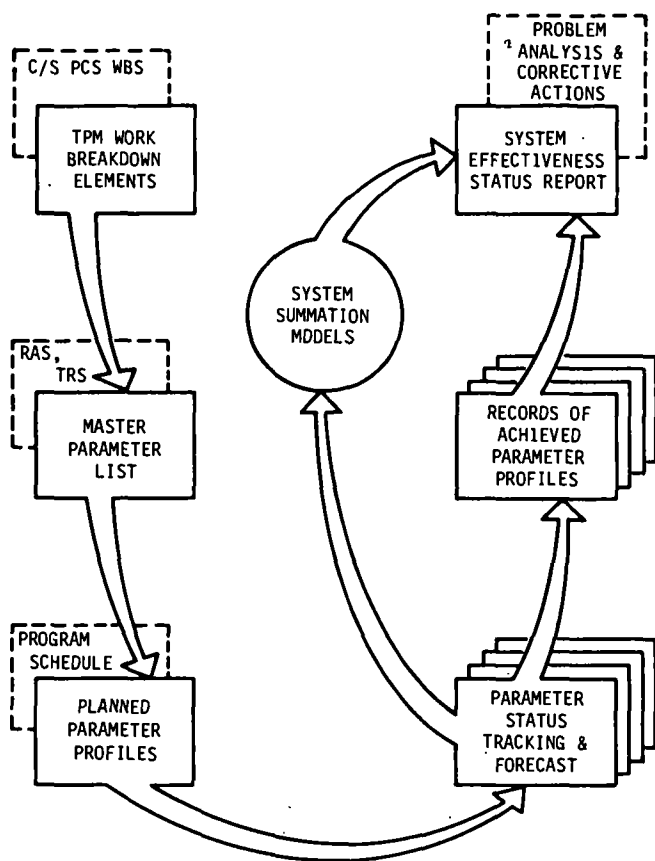 C/S PCS WBS
TPM WORK
BREAKDOWN
ELEMENTS
RAS,
TRS
MASTER
PARAMETER
LIST
PROGRAM
SCHEDULE
PLANNED
PARAMETER
PROFILES
PARAMETER
STATUS
TRACKING &
FORECAST
RECORDS OF
ACHIEVED
PARAMETER
PROFILES
SYSTEM
SUMMATION
MODELS
PROBLEM
ANALYSIS &
CORRECTIVE
ACTIONS
SYSTEM
EFFECTIVENESS
STATUS REPORT